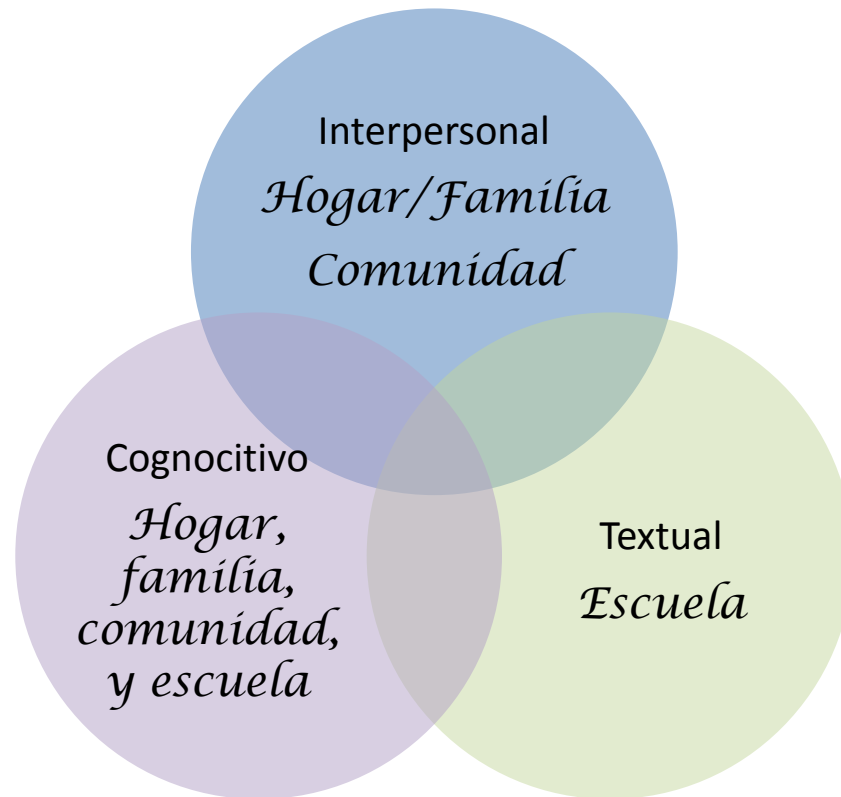 Interpersonal
Hogar/Familia
Comunidad
Cognocitivo
Hogar,
familia,
comunidad,
y escuela
Textual
Escuela